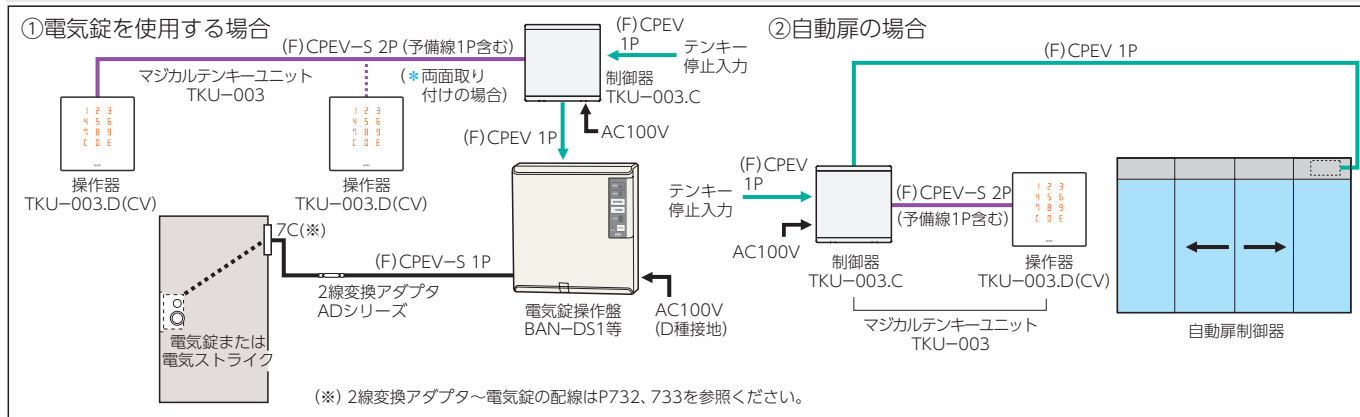 ①電気錠を使用する場合
(F)CPEV−S 2P (予備線1P含む)
マジカルテンキーユニット
TKU−003
(＊両面取り
付けの場合)
(F)CPEV
1P
テンキー
停止入力
制御器
TKU−003.C
AC100V
1 2 3
4 5 6
7 8 9
C 0 E
操作器
TKU−003.D(CV)
1 2 3
4 5 6
7 8 9
C 0 E
操作器
TKU−003.D(CV)
(F)CPEV 1P
7C(※)
(F)CPEV−S 1P
2線変換アダプタ
ADシリーズ
電気錠または
電気ストライク
電気錠操作盤
BAN−DS1等
AC100V
(D種接地)
(※) 2線変換アダプタ〜電気錠の配線はP732、733を参照ください。
②自動扉の場合
(F)CPEV 1P
(F)CPEV
1P
テンキー
停止入力
AC100V
制御器
TKU−003.C
(F)CPEV−S 2P
(予備線1P含む)
1 2 3
4 5 6
7 8 9
C 0 E
操作器
TKU−003.D(CV)
マジカルテンキーユニット
TKU−003
自動扉制御器